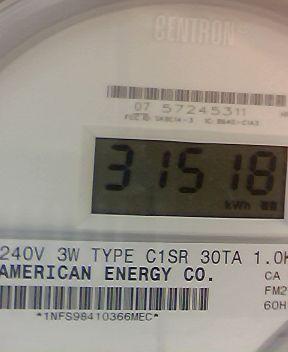 CENTRON
07 57245311
31518
kWh
240V 3W TYPE C1SR 30TA 1.0K
AMERICAN ENERGY CO.
CA
FM2
60H
*1NFS98410366MEC*